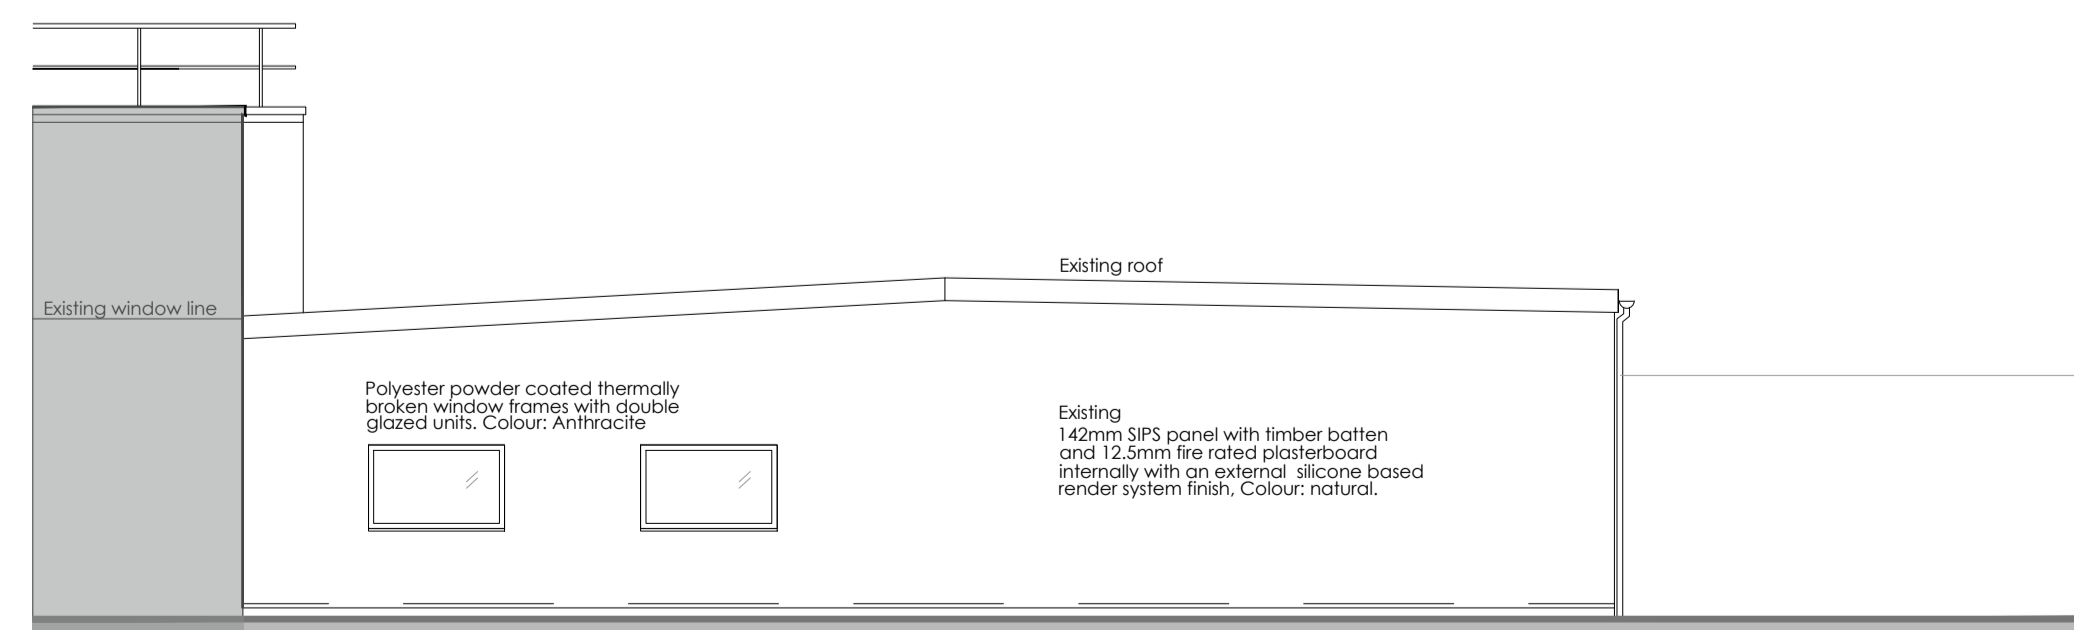 Existing roof
Existing window line
Polyester powder coated thermally
broken window frames with double
glazed units. Colour: Anthracite
Existing
142mm SIPS panel with timber batten
and 12.5mm fire rated plasterboard
internally with an external  silicone based
render system finish, Colour: natural.